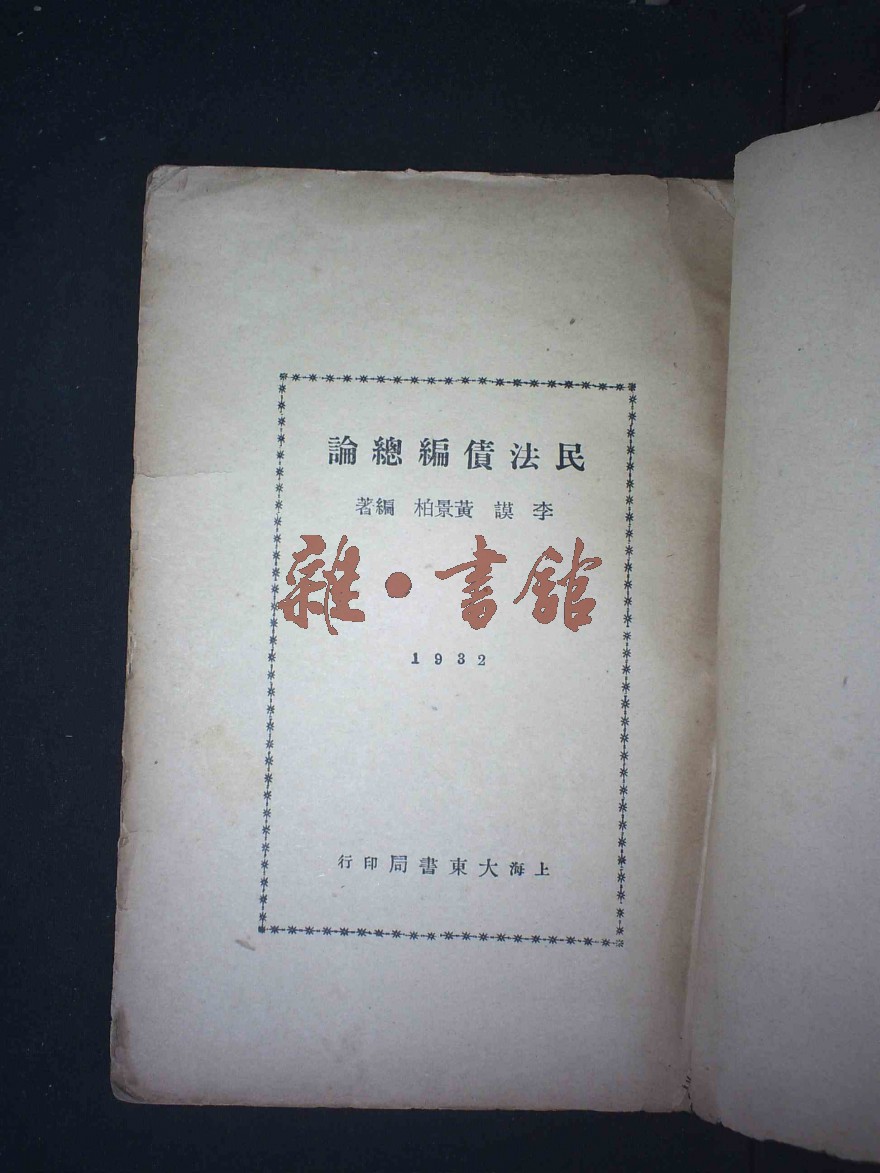 民法債編總論
李謨 黃景柏 編著
雜·書館
1932
上海大東書局印行